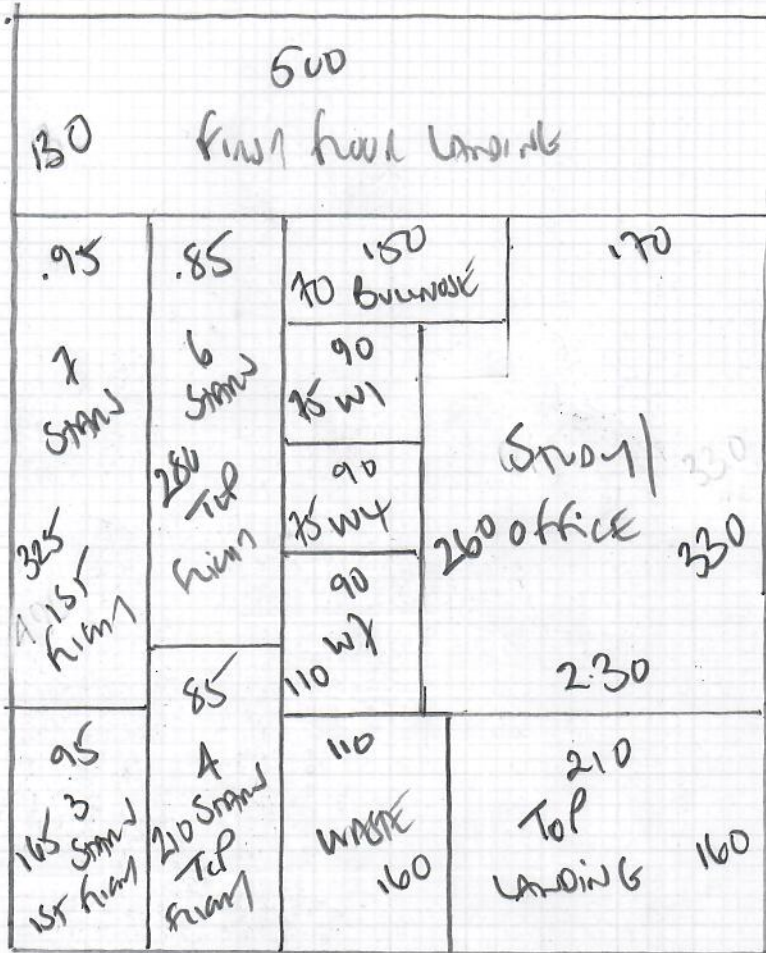 500
130 FIRST FLOOR LANDING
.95
7
STAIRS
325
1ST
FLIGHT
.85
6
STAIRS
280
TOP
FLIGHT
150
70 BULLNOSE
90
75 W1
90
75 WY
90
WX
110
170
STUDY/
OFFICE
260
330
330
2.30
95
165 3
STAIRS
1ST FLIGHT
85
4
STAIRS
210
TOP
FLIGHT
110
WASTE
160
210
TOP
LANDING 160